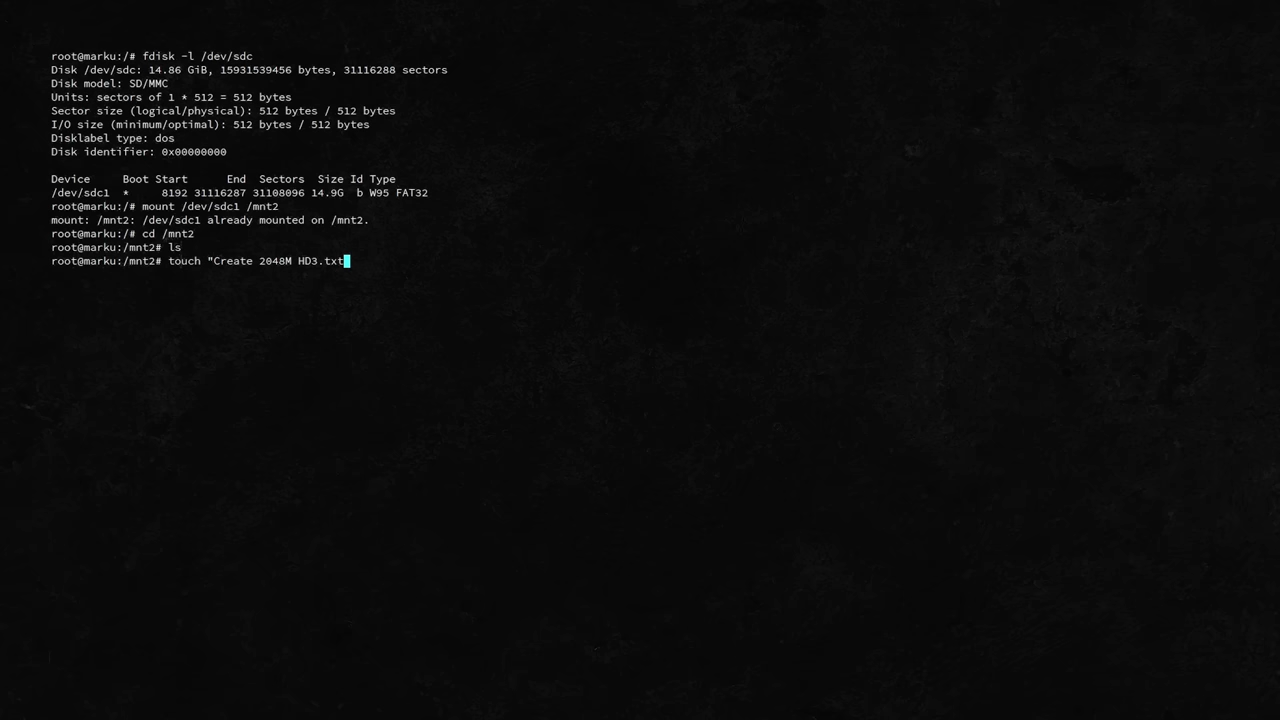 root@marku:/# fdisk -l /dev/sdc
Disk /dev/sdc: 14.86 GiB, 15931539456 bytes, 31116288 sectors
Disk model: SD/MMC
Units: sectors of 1 * 512 = 512 bytes
Sector size (logical/physical): 512 bytes / 512 bytes
I/O size (minimum/optimal): 512 bytes / 512 bytes
Disklabel type: dos
Disk identifier: 0x00000000

Device     Boot Start      End  Sectors  Size Id Type
/dev/sdc1  *     8192 31116287 31108096 14.9G  b W95 FAT32
root@marku:/# mount /dev/sdc1 /mnt2
mount: /mnt2: /dev/sdc1 already mounted on /mnt2.
root@marku:/# cd /mnt2
root@marku:/mnt2# ls
root@marku:/mnt2# touch "Create 2048M HD3.txt